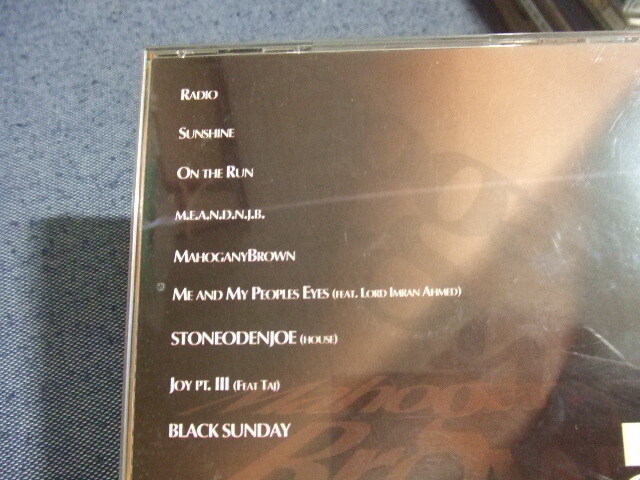 Radio
Sunshine
On the Run
M.E.A.N.D.N.J.B.
MahoganyBrown
Me and My Peoples Eyes (feat. Lord Imran Ahmed)
STONEODENJOE (house)
Joy pt. III (Feat Taj)
BLACK SUNDAY